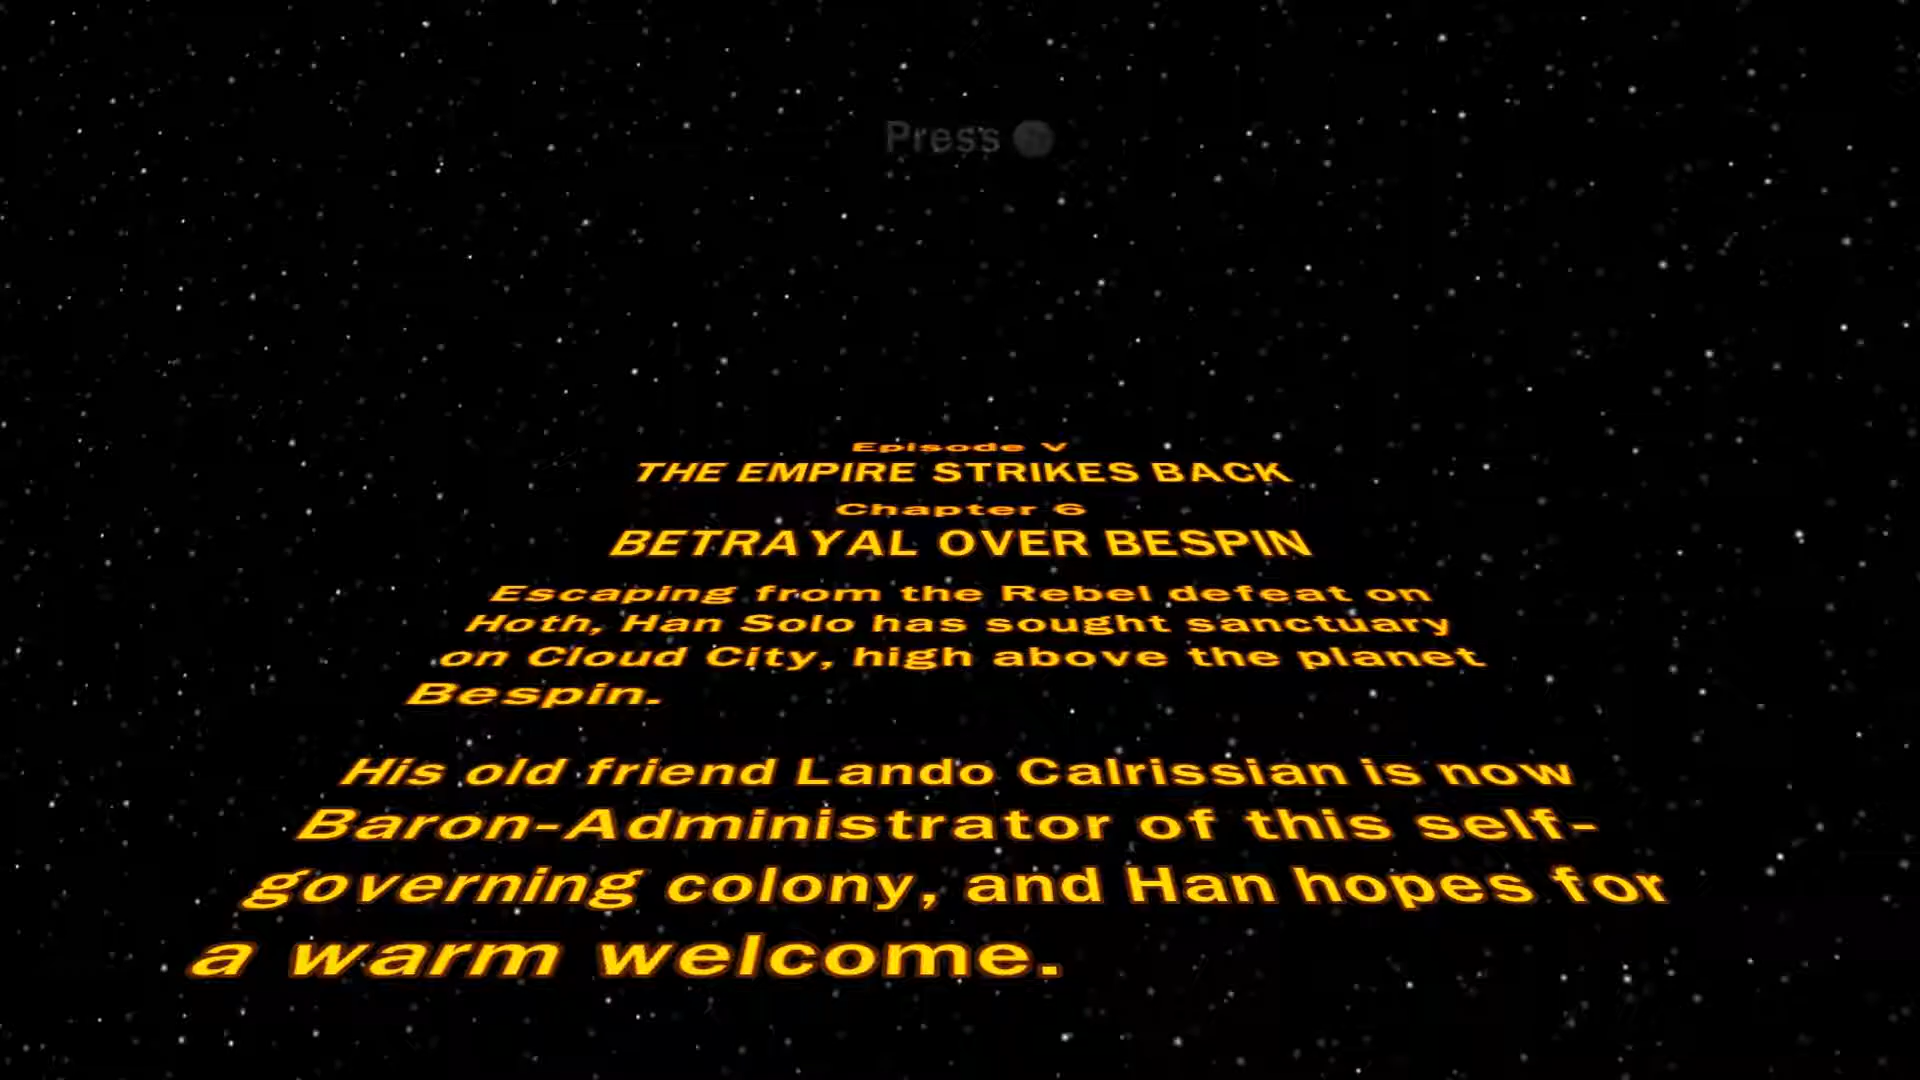 Press
Episode V
THE EMPIRE STRIKES BACK
Chapter 6
BETRAYAL OVER BESPIN
Escaping from the Rebel defeat on
Hoth, Han Solo has sought sanctuary
on Cloud City, high above the planet
Bespin.
His old friend Lando Calrissian is now
Baron-Administrator of this self-
governing colony, and Han hopes for
a warm welcome.